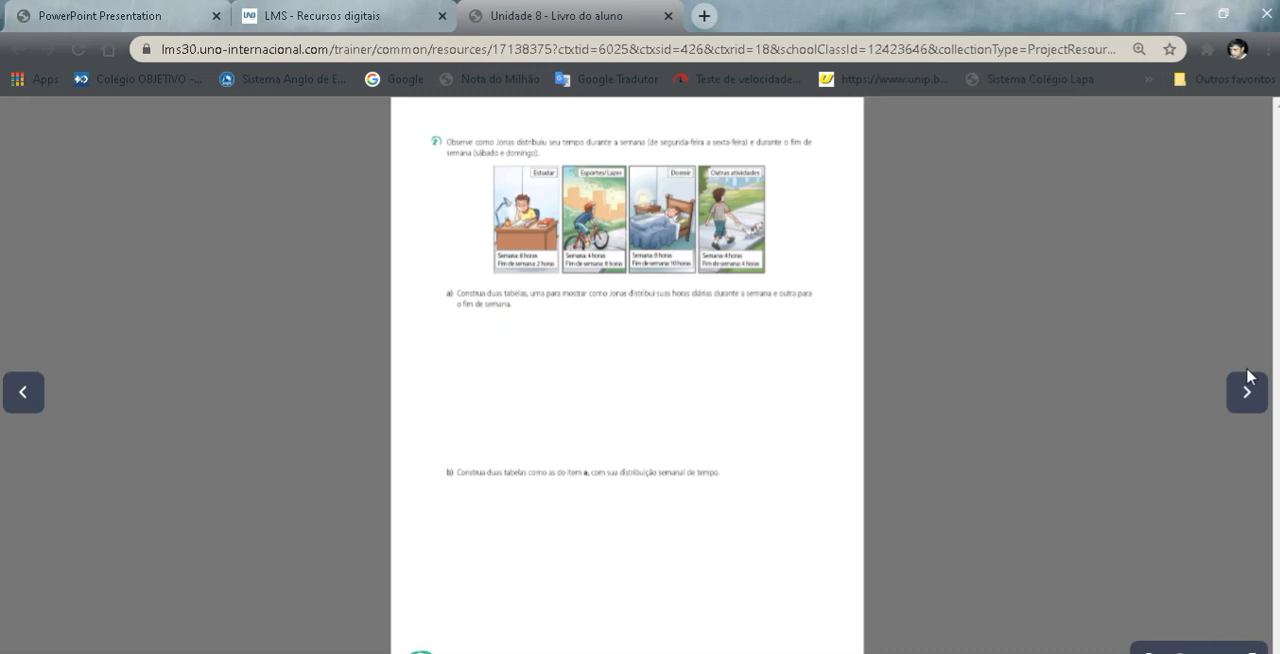 PowerPoint Presentation
LMS - Recursos digitais
Unidade 8 - Livro do aluno
lms30.uno-internacional.com/trainer/common/resources/17138375?ctxtid=6025&ctxsid=426&ctxrid=18&schoolClassId=12423646&collectionType=ProjectResour...
Apps
Colégio OBJETIVO -...
Sistema Anglo de E...
Google
Nota do Milhão
Google Tradutor
Teste de velocidade...
https://www.unip.b...
Sistema Colégio Lapa
»
Outros favoritos
2 Observe como Jonas distribuiu seu tempo durante a semana (de segunda-feira a sexta-feira) e durante o fim de
semana (sábado e domingo).
Estudar
Esportes/Lazer
Dormir
Outras atividades
Semana: 8 horas
Fim de semana: 2 horas
Semana: 4 horas
Fim de semana: 8 horas
Semana: 8 horas
Fim de semana: 10 horas
Semana: 4 horas
Fim de semana: 4 horas
a) Construa duas tabelas, uma para mostrar como Jonas distribui suas horas diárias durante a semana e outra para
o fim de semana.
b) Construa duas tabelas como as do item a, com sua distribuição semanal de tempo.